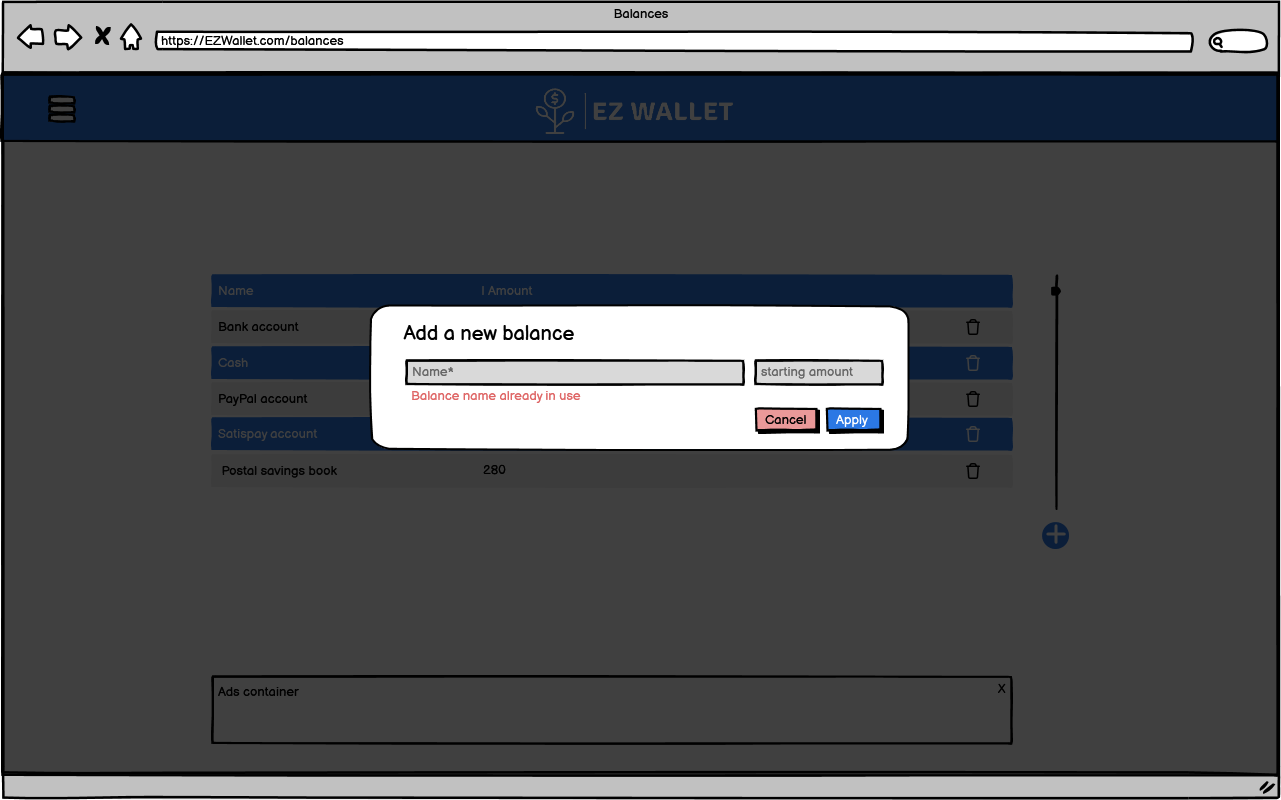 Balances
https://EZWallet.com/balances
EZ WALLET
Name | Amount
Bank account
Add a new balance
Cash
Name* starting amount
Balance name already in use
PayPal account
Cancel Apply
Satispay account
Postal savings book 280
Ads container X